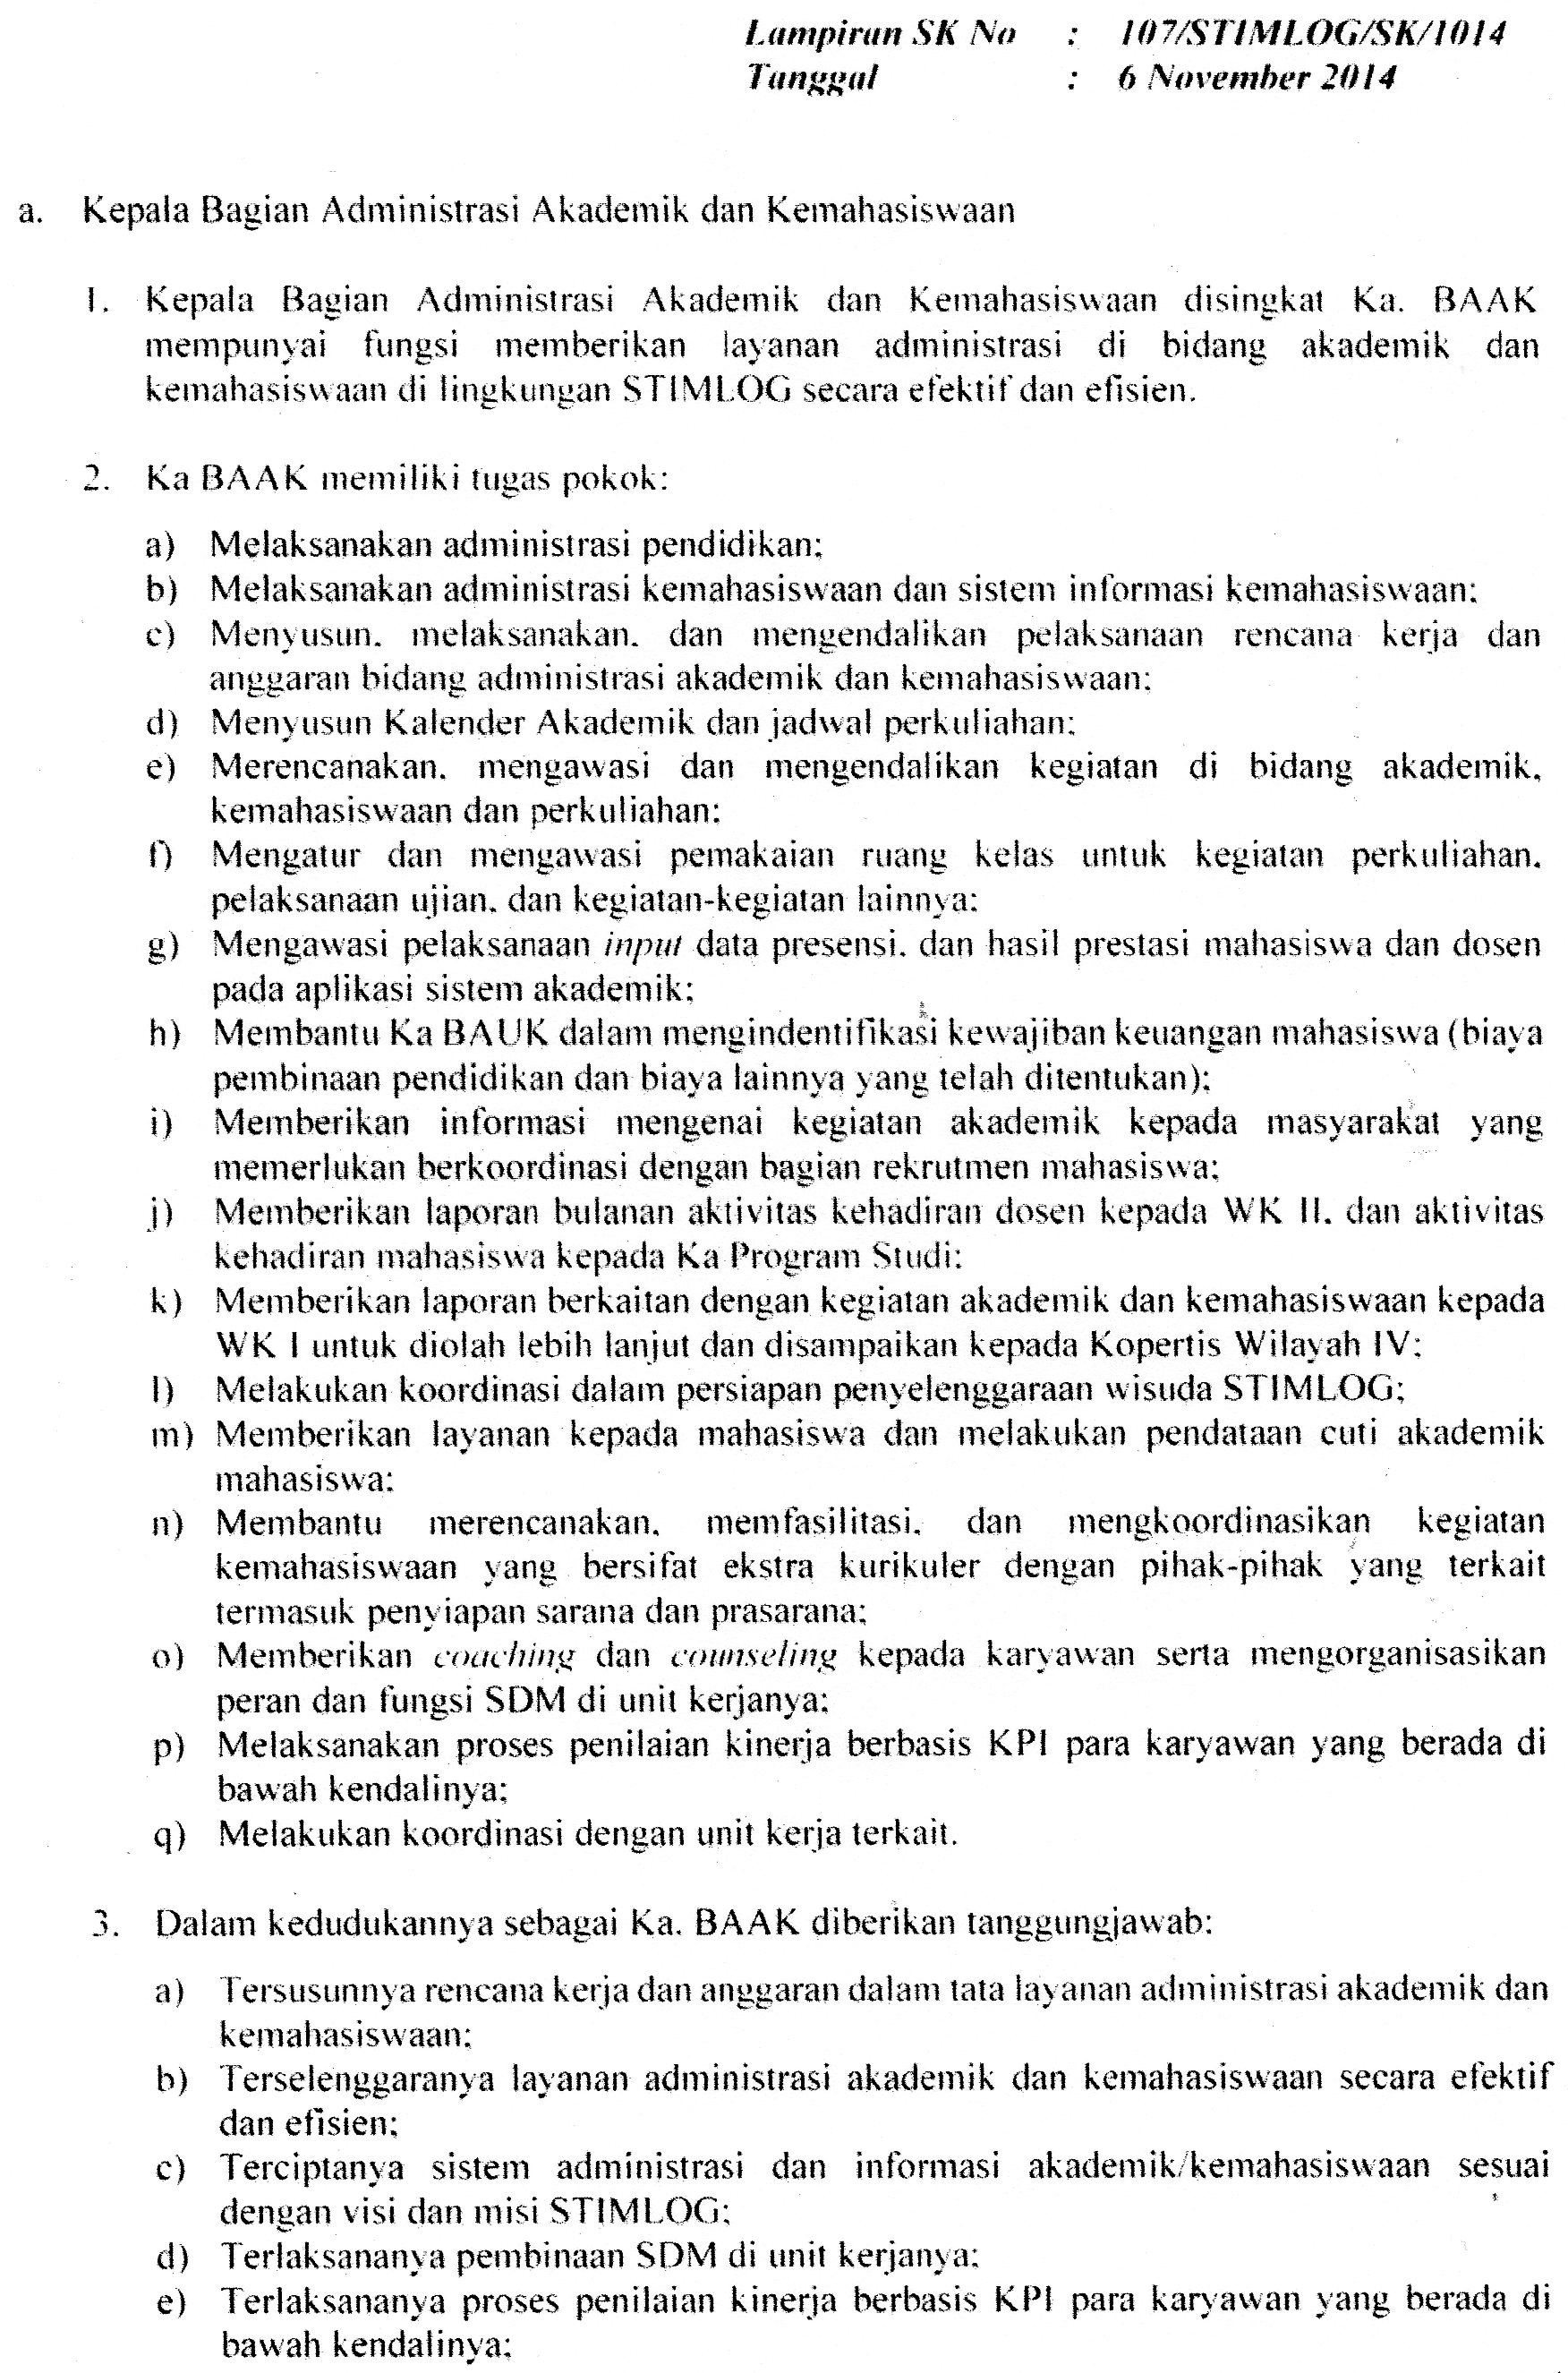 Lampiran SK No : 107/STIMLOG/SK/1014
Tanggal : 6 November 2014
a. Kepala Bagian Administrasi Akademik dan Kemahasiswaan
1. Kepala Bagian Administrasi Akademik dan Kemahasiswaan disingkat Ka. BAAK
mempunyai fungsi memberikan layanan administrasi di bidang akademik dan
kemahasiswaan di lingkungan STIMLOG secara efektif dan efisien.
2. Ka BAAK memiliki tugas pokok:
a) Melaksanakan administrasi pendidikan;
b) Melaksanakan administrasi kemahasiswaan dan sistem informasi kemahasiswaan;
c) Menyusun, melaksanakan, dan mengendalikan pelaksanaan rencana kerja dan
anggaran bidang administrasi akademik dan kemahasiswaan;
d) Menyusun Kalender Akademik dan jadwal perkuliahan;
e) Merencanakan, mengawasi dan mengendalikan kegiatan di bidang akademik,
kemahasiswaan dan perkuliahan;
f) Mengatur dan mengawasi pemakaian ruang kelas untuk kegiatan perkuliahan,
pelaksanaan ujian, dan kegiatan-kegiatan lainnya;
g) Mengawasi pelaksanaan input data presensi, dan hasil prestasi mahasiswa dan dosen
pada aplikasi sistem akademik;
h) Membantu Ka BAUK dalam mengindentifikasi kewajiban keuangan mahasiswa (biaya
pembinaan pendidikan dan biaya lainnya yang telah ditentukan);
i) Memberikan informasi mengenai kegiatan akademik kepada masyarakat yang
memerlukan berkoordinasi dengan bagian rekrutmen mahasiswa;
j) Memberikan laporan bulanan aktivitas kehadiran dosen kepada WK II, dan aktivitas
kehadiran mahasiswa kepada Ka Program Studi;
k) Memberikan laporan berkaitan dengan kegiatan akademik dan kemahasiswaan kepada
WK I untuk diolah lebih lanjut dan disampaikan kepada Kopertis Wilayah IV;
l) Melakukan koordinasi dalam persiapan penyelenggaraan wisuda STIMLOG;
m) Memberikan layanan kepada mahasiswa dan melakukan pendataan cuti akademik
mahasiswa;
n) Membantu merencanakan, memfasilitasi, dan mengkoordinasikan kegiatan
kemahasiswaan yang bersifat ekstra kurikuler dengan pihak-pihak yang terkait
termasuk penyiapan sarana dan prasarana;
o) Memberikan coaching dan counseling kepada karyawan serta mengorganisasikan
peran dan fungsi SDM di unit kerjanya;
p) Melaksanakan proses penilaian kinerja berbasis KPI para karyawan yang berada di
bawah kendalinya;
q) Melakukan koordinasi dengan unit kerja terkait.
3. Dalam kedudukannya sebagai Ka. BAAK diberikan tanggungjawab:
a) Tersusunnya rencana kerja dan anggaran dalam tata layanan administrasi akademik dan
kemahasiswaan;
b) Terselenggaranya layanan administrasi akademik dan kemahasiswaan secara efektif
dan efisien;
c) Terciptanya sistem administrasi dan informasi akademik/kemahasiswaan sesuai
dengan visi dan misi STIMLOG;
d) Terlaksananya pembinaan SDM di unit kerjanya;
e) Terlaksananya proses penilaian kinerja berbasis KPI para karyawan yang berada di
bawah kendalinya;